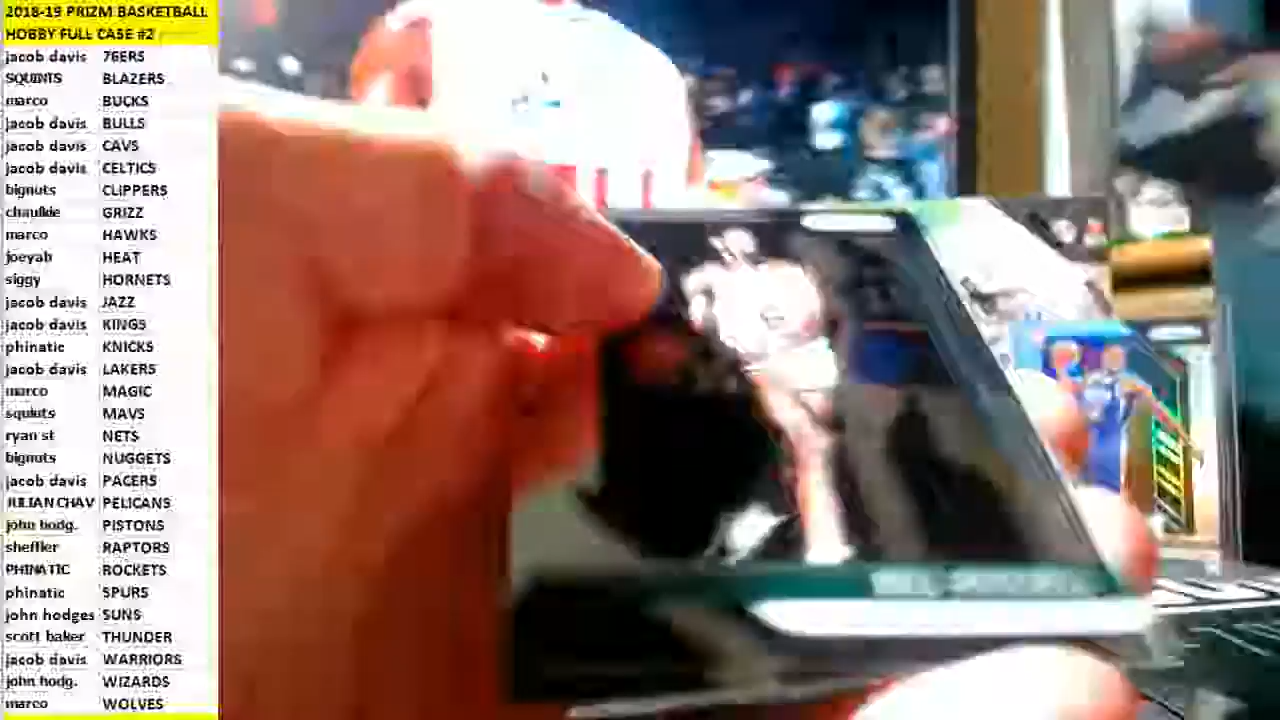 2018-19 PRIZM BASKETBALL
HOBBY FULL CASE #2
jacob davis 76ERS
SQUINTS BLAZERS
marco BUCKS
jacob davis BULLS
jacob davis CAVS
jacob davis CELTICS
bignuts CLIPPERS
chaulkie GRIZZ
marco HAWKS
joeyah HEAT
siggy HORNETS
jacob davis JAZZ
jacob davis KINGS
phinatic KNICKS
jacob davis LAKERS
marco MAGIC
squints MAVS
ryan st NETS
bignuts NUGGETS
jacob davis PACERS
JULIAN CHAV PELICANS
john hodg. PISTONS
sheffler RAPTORS
PHINATIC ROCKETS
phinatic SPURS
john hodges SUNS
scott baker THUNDER
jacob davis WARRIORS
john hodg. WIZARDS
marco WOLVES